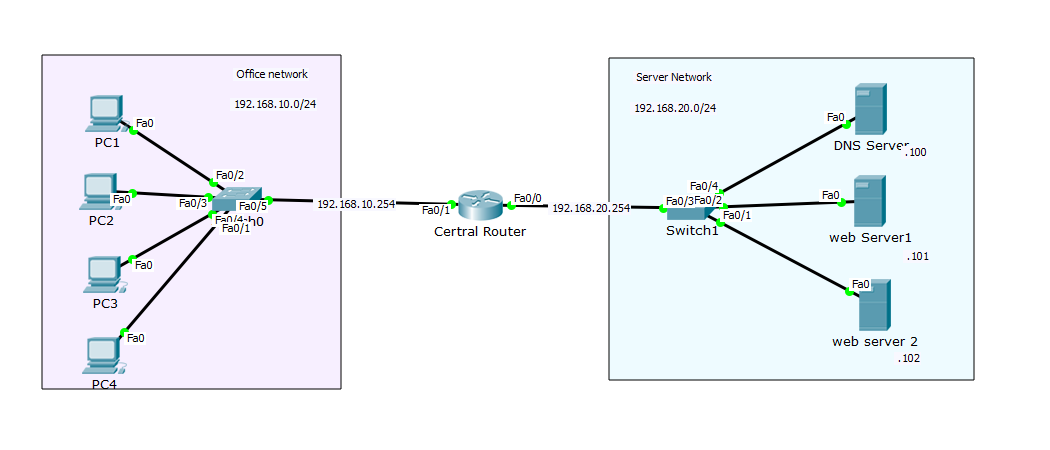 Office network
192.168.10.0/24
Fa0
PC1
Fa0/2
Fa0
PC2
Fa0/3
Fa0/5
Fa0/4
Fa0/1
Fa0
PC3
Fa0
PC4
192.168.10.254
Fa0/1
Fa0/0
Certral Router
192.168.20.254
Server Network
192.168.20.0/24
Fa0/4
Fa0/3
Fa0/2
Fa0/1
Switch1
Fa0
DNS Server
.100
Fa0
web Server1
.101
Fa0
web server 2
.102